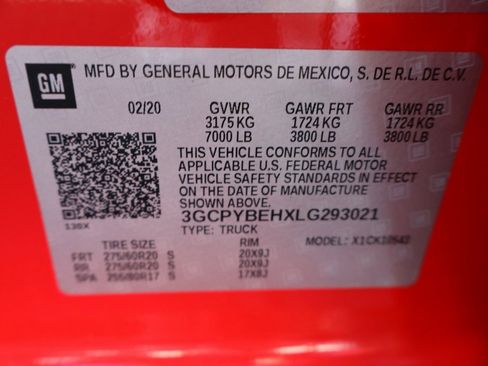 GM
MFD BY GENERAL MOTORS DE MEXICO, S. DE R.L. DE C.V.
02/20 GVWR GAWR FRT GAWR RR
3175 KG 1724 KG 1724 KG
7000 LB 3800 LB 3800 LB
THIS VEHICLE CONFORMS TO ALL
APPLICABLE U.S. FEDERAL MOTOR
VEHICLE SAFETY STANDARDS IN EFFECT
ON THE DATE OF MANUFACTURE
SHOWN ABOVE.
3GCPYBEHXLG293021
130X TYPE: TRUCK
TIRE SIZE RIM MODEL: X1CK10543
FRT 275/60R20 S 20X9J
RR 275/60R20 S 20X9J
SPA 255/80R17 S 17X8J